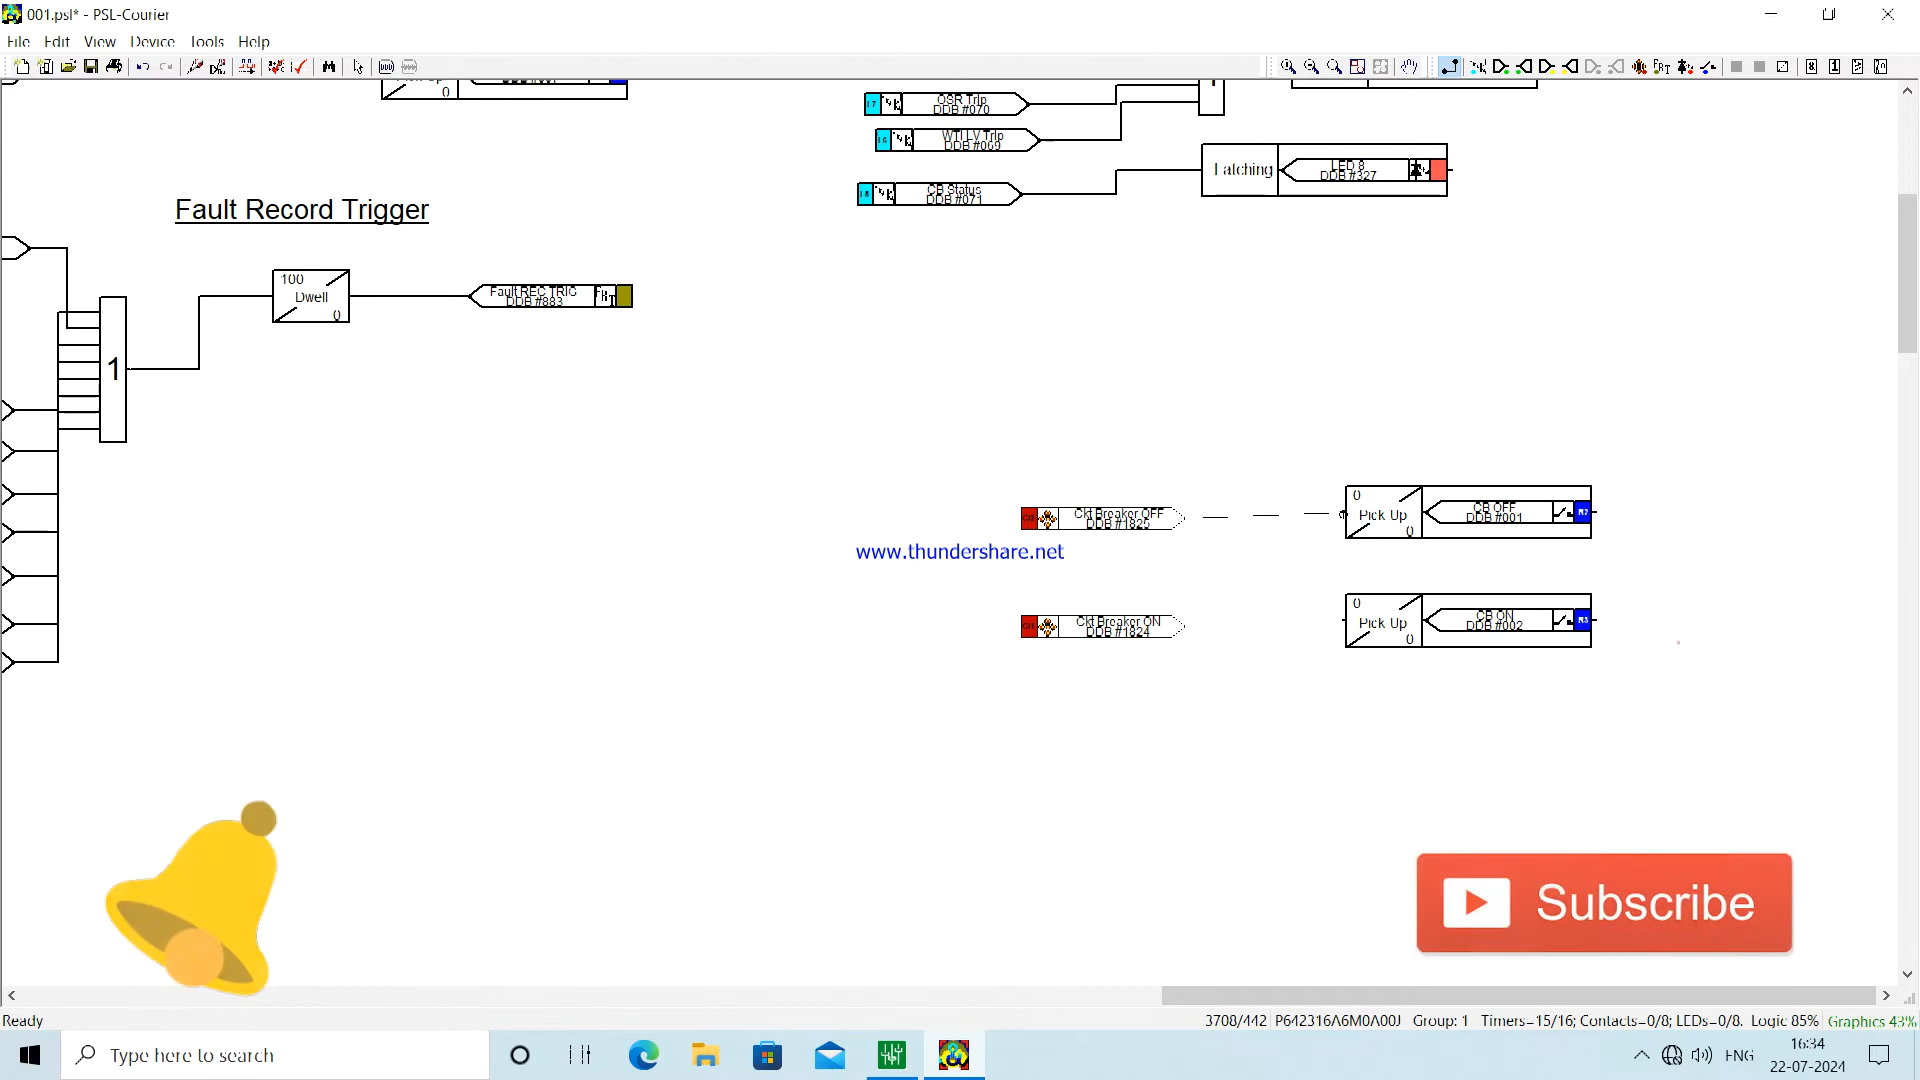 001.psl* - PSL-Courier
File Edit View Device Tools Help
0
OSR Trip
DDB #070
WTI LV Trip
DDB #069
CB Status
DDB #071
Latching
LED 8
DDB #327
Fault Record Trigger
100
Dwell
0
Fault REC TRIG
DDB #883
1
Ckt Breaker OFF
DDB #1825
0
Pick Up
0
CB OFF
DDB #001
www.thundershare.net
Ckt Breaker ON
DDB #1824
0
Pick Up
0
CB ON
DDB #002
Subscribe
Ready
3708/442 P642316A6M0A00J Group: 1 Timers=15/16; Contacts=0/8; LEDs=0/8. Logic 85% Graphics 43%
Type here to search
ENG
16:34
22-07-2024